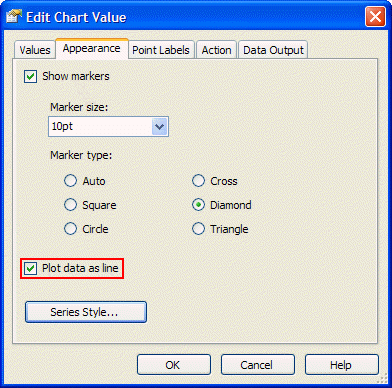 Edit Chart Value
Values Appearance Point Labels Action Data Output
Show markers
Marker size:
10pt
Marker type:
Auto Cross
Square Diamond
Circle Triangle
Plot data as line
Series Style...
OK Cancel Help